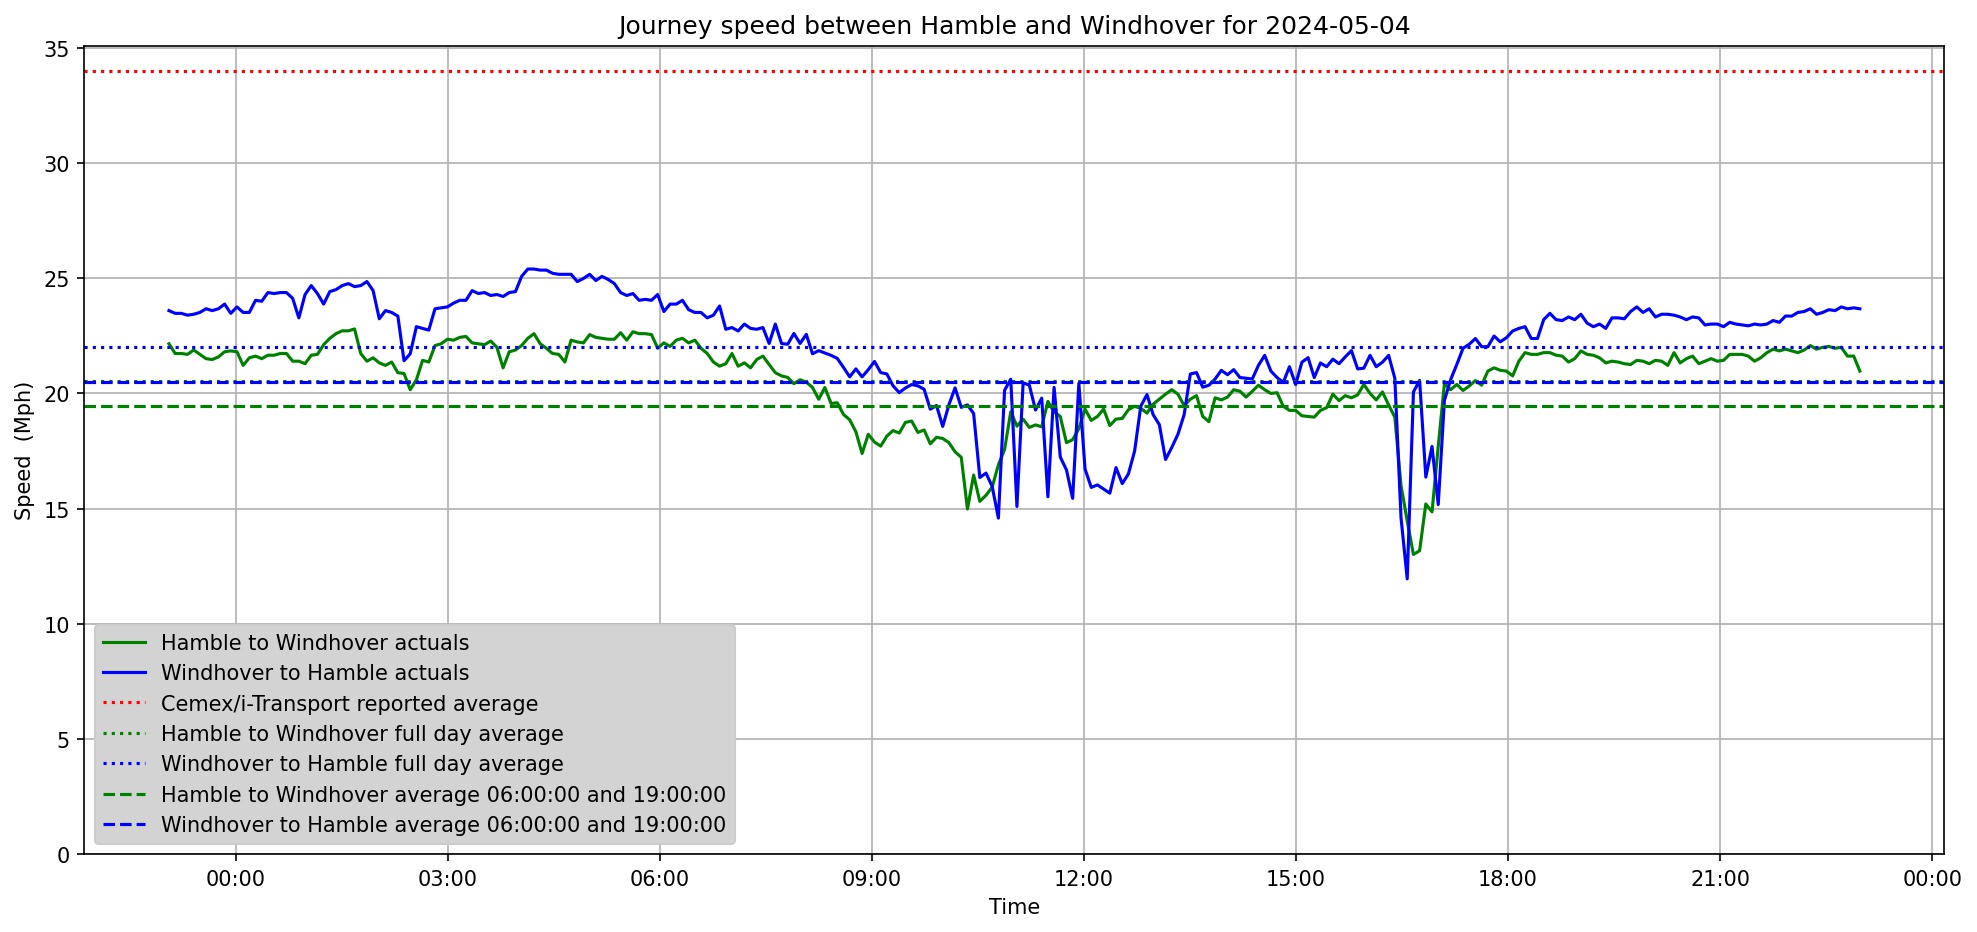 Journey speed between Hamble and Windhover for 2024-05-04
35
30
25
20
15
10
5
0
Speed (Mph)
Hamble to Windhover actuals
Windhover to Hamble actuals
Cemex/i-Transport reported average
Hamble to Windhover full day average
Windhover to Hamble full day average
Hamble to Windhover average 06:00:00 and 19:00:00
Windhover to Hamble average 06:00:00 and 19:00:00
00:00 03:00 06:00 09:00 12:00 15:00 18:00 21:00 00:00
Time